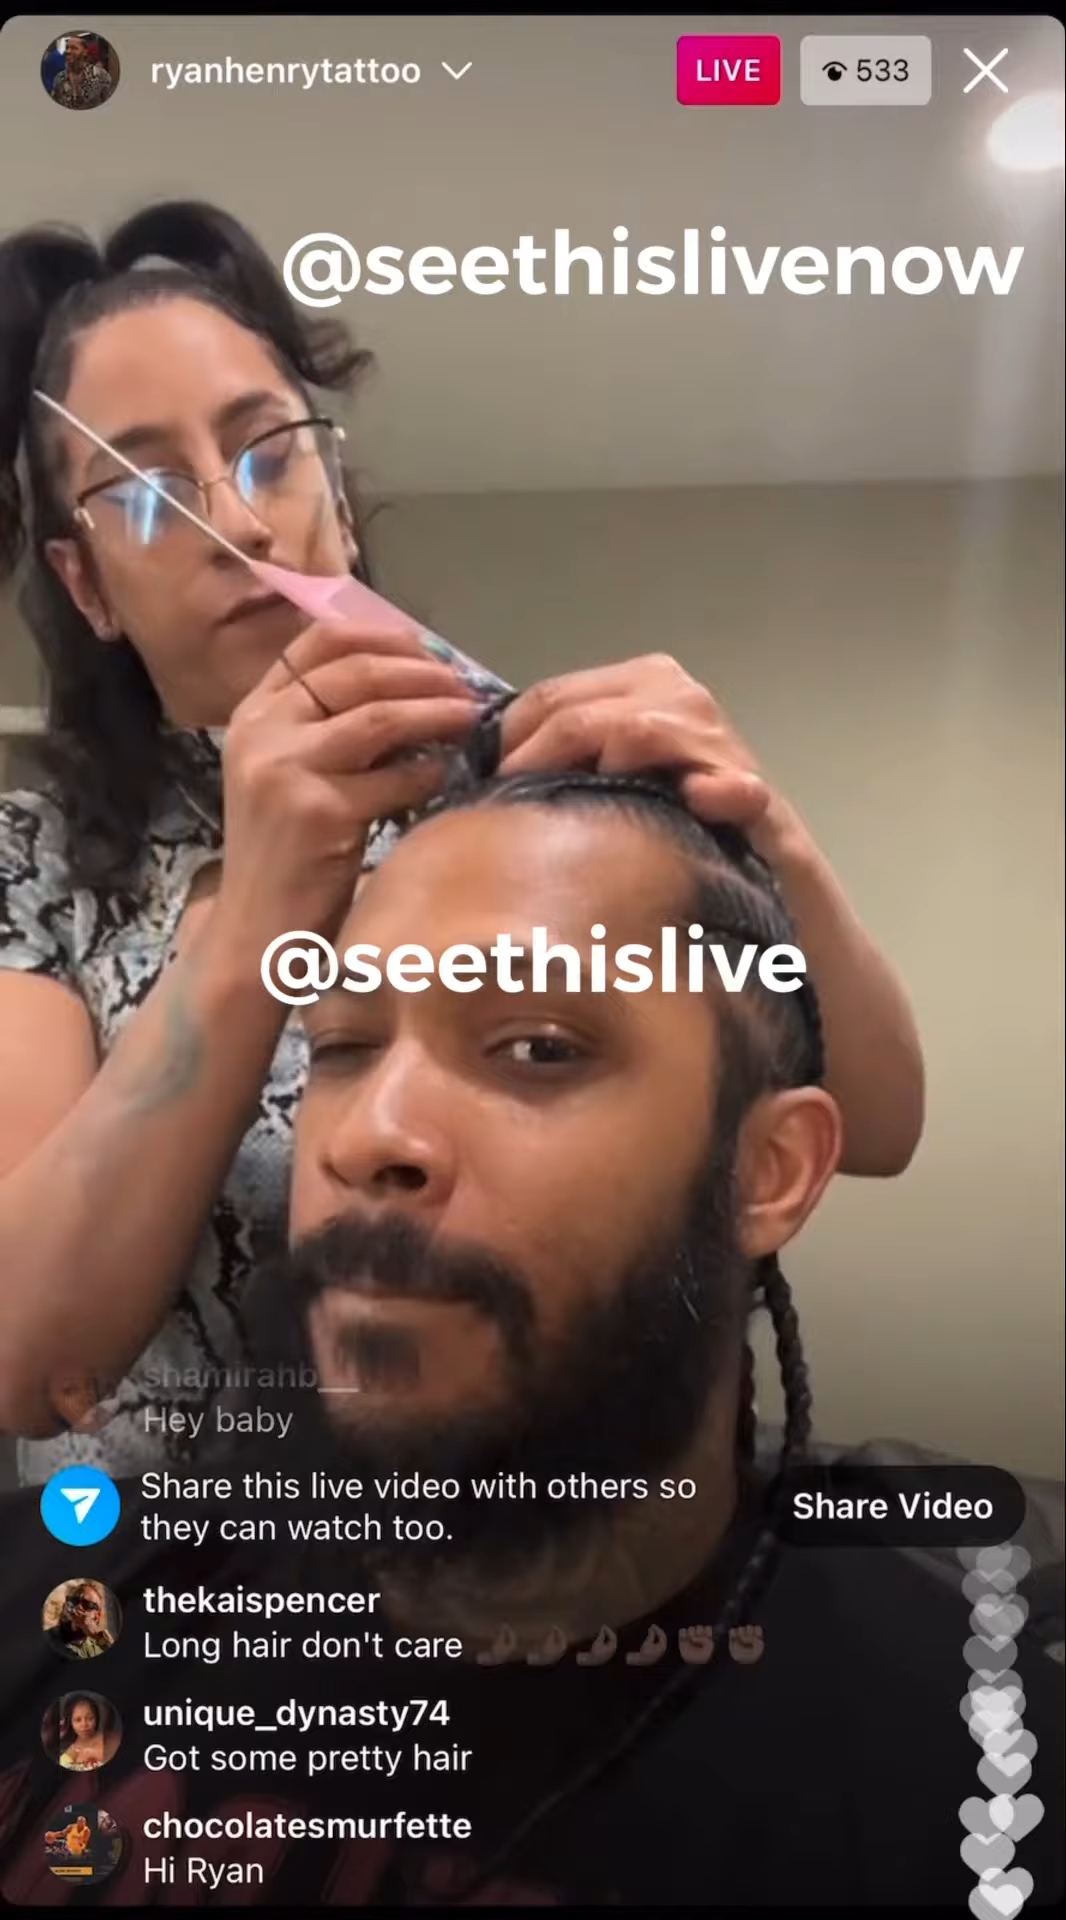 ryanhenrytattoo
LIVE
533
@seethislivenow
@seethislive
shamirahb__
Hey baby
Share this live video with others so
they can watch too.
Share Video
thekaispencer
Long hair don't care
unique_dynasty74
Got some pretty hair
chocolatesmurfette
Hi Ryan